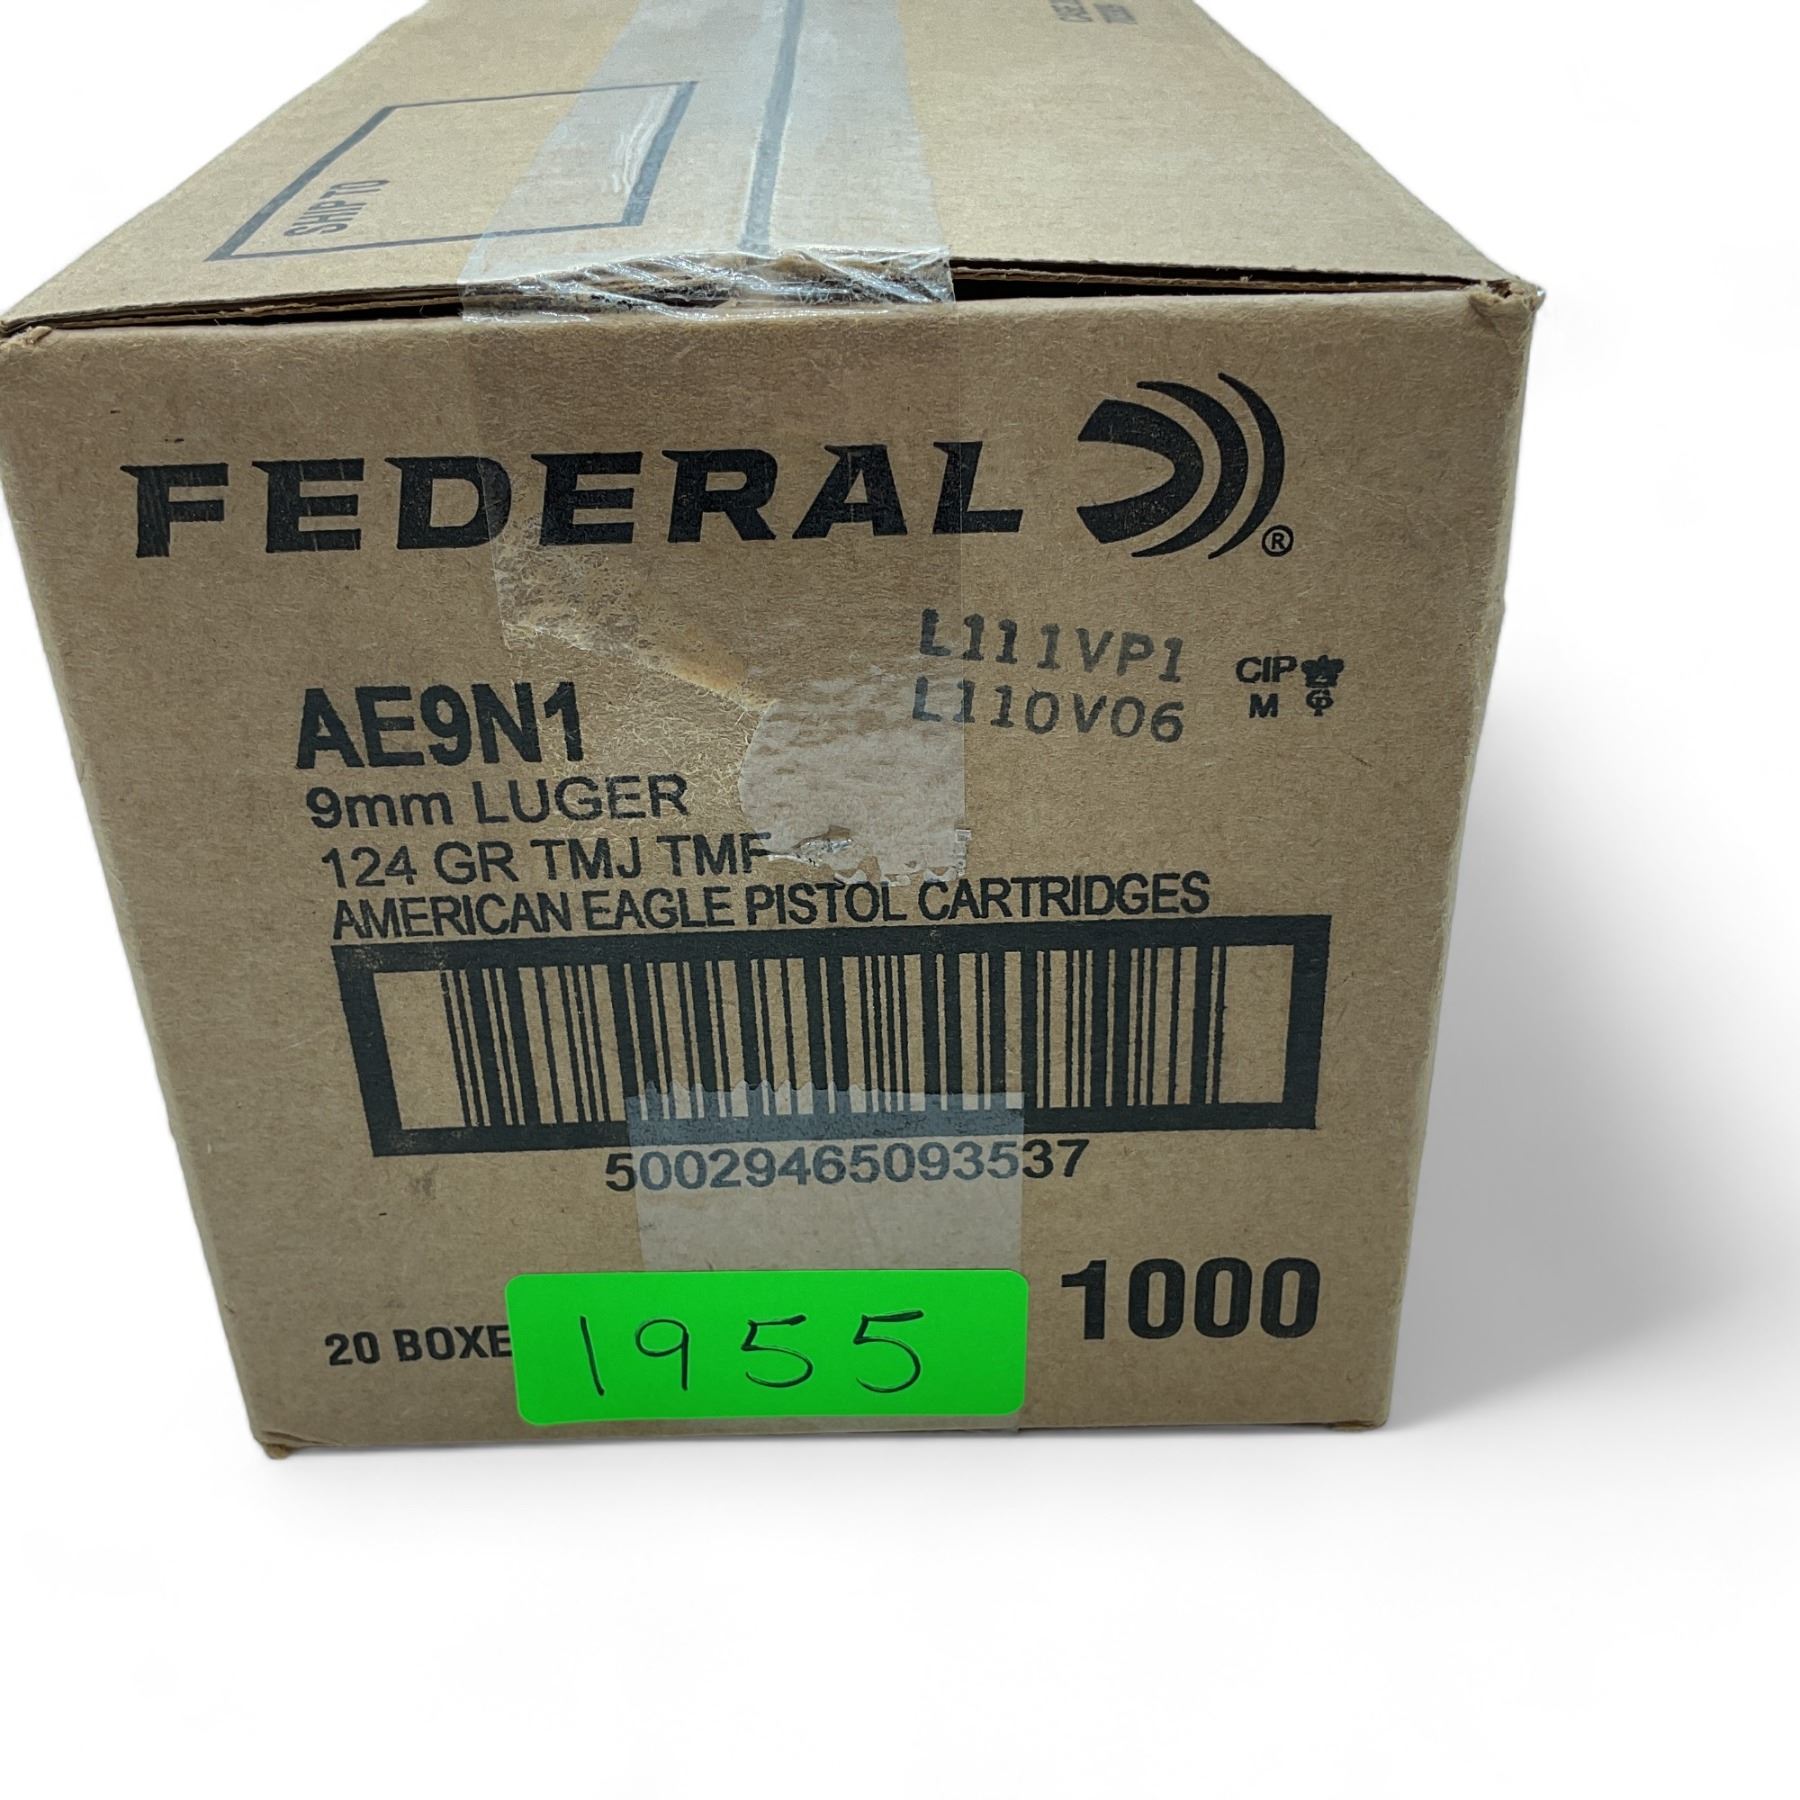 SHIP TO
FEDERAL ®
L111VP1
L110V06
CIP
M
AE9N1
9mm LUGER
124 GR TMJ TMF
AMERICAN EAGLE PISTOL CARTRIDGES
50029465093537
20 BOXE
1955
1000